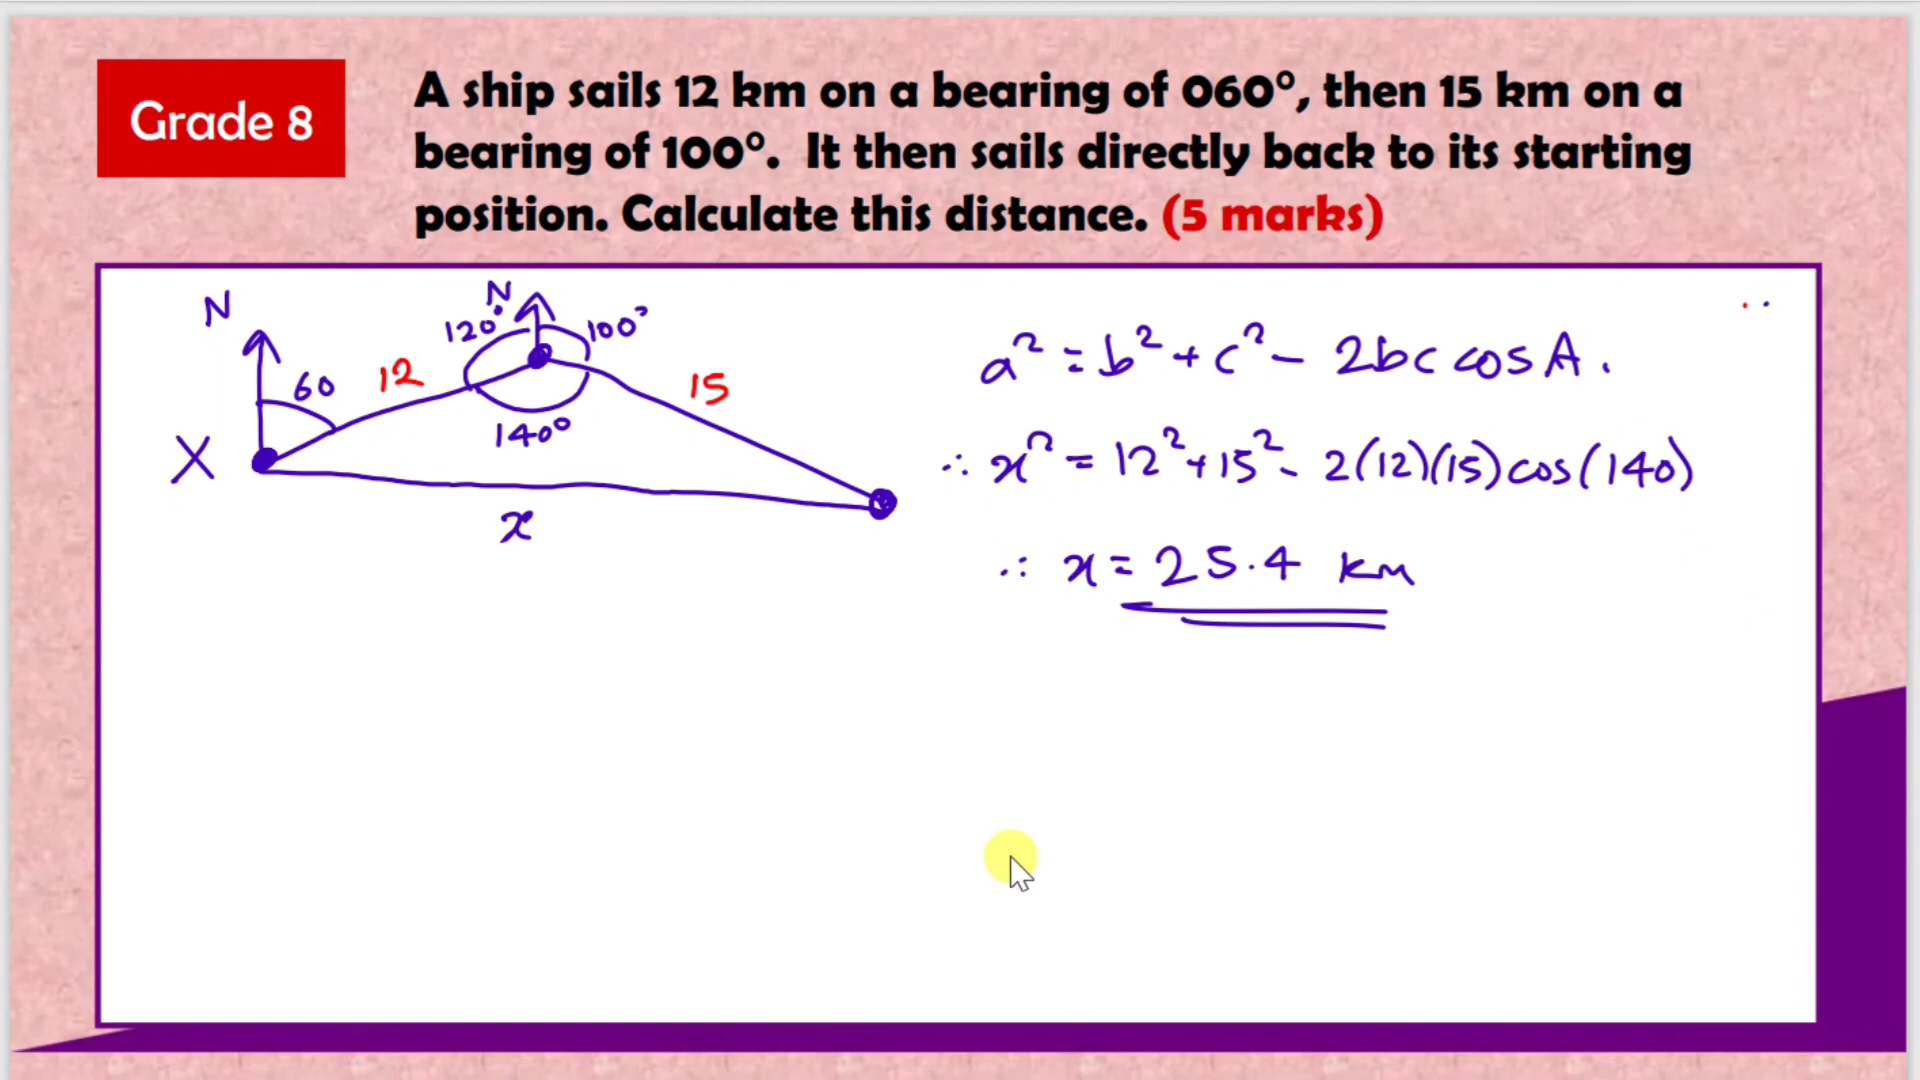 Grade 8
A ship sails 12 km on a bearing of 060°, then 15 km on a
bearing of 100°. It then sails directly back to its starting
position. Calculate this distance. (5 marks)
N
N
120°
100°
60
12
15
140°
X
x
a² = b² + c² - 2bc cos A.
∴ x² = 12² + 15² - 2(12)(15) cos(140)
∴ x = 25.4 km